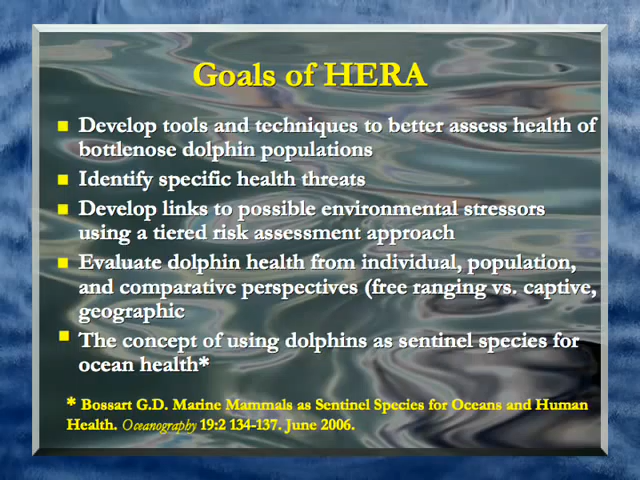 Goals of HERA
Develop tools and techniques to better assess health of
bottlenose dolphin populations
Identify specific health threats
Develop links to possible environmental stressors
using a tiered risk assessment approach
Evaluate dolphin health from individual, population,
and comparative perspectives (free ranging vs. captive,
geographic
The concept of using dolphins as sentinel species for
ocean health*
* Bossart G.D. Marine Mammals as Sentinel Species for Oceans and Human
Health. Oceanography 19:2 134-137. June 2006.